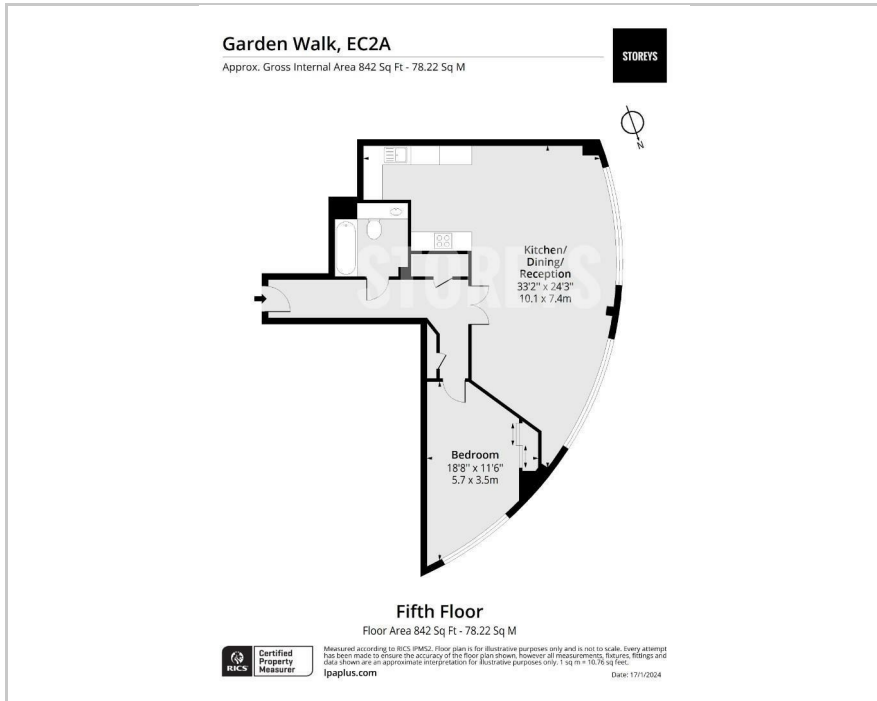 Garden Walk, EC2A
Approx. Gross Internal Area 842 Sq Ft - 78.22 Sq M
STOREYS
N
STOREYS
Kitchen/
Dining/
Reception
33'2" x 24'3"
10.1 x 7.4m
Bedroom
18'8" x 11'6"
5.7 x 3.5m
Fifth Floor
Floor Area 842 Sq Ft - 78.22 Sq M
RICS
Certified
Property
Measurer
Measured according to RICS IPMS2. Floor plan is for illustrative purposes only and is not to scale. Every attempt
has been made to ensure the accuracy of the floor plan shown, however all measurements, fixtures, fittings and
data shown are an approximate interpretation for illustrative purposes only. 1 sq m = 10.76 sq feet.
lpaplus.com
Date: 17/1/2024